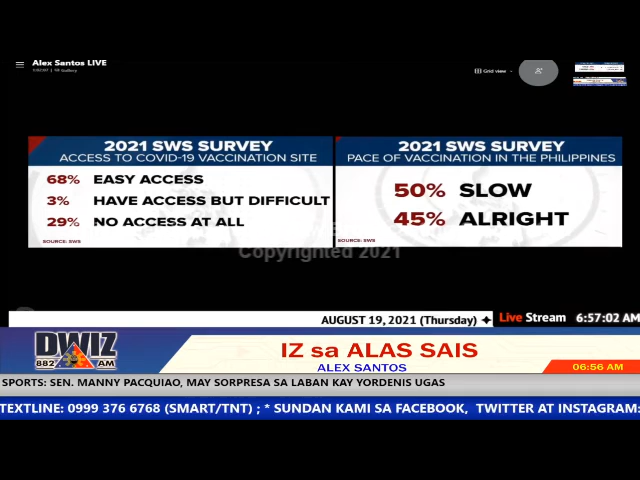 Alex Santos LIVE
Grid view
2021 SWS SURVEY
ACCESS TO COVID-19 VACCINATION SITE
68% EASY ACCESS
3% HAVE ACCESS BUT DIFFICULT
29% NO ACCESS AT ALL
SOURCE: SWS
2021 SWS SURVEY
PACE OF VACCINATION IN THE PHILIPPINES
50% SLOW
45% ALRIGHT
SOURCE: SWS
Copyrighted 2021
AUGUST 19, 2021 (Thursday) ✦ Live Stream 6:57:02 AM
DWIZ
882 AM
IZ sa ALAS SAIS
ALEX SANTOS
06:56 AM
SPORTS: SEN. MANNY PACQUIAO, MAY SORPRESA SA LABAN KAY YORDENIS UGAS
TEXTLINE: 0999 376 6768 (SMART/TNT) ; * SUNDAN KAMI SA FACEBOOK, TWITTER AT INSTAGRAM: